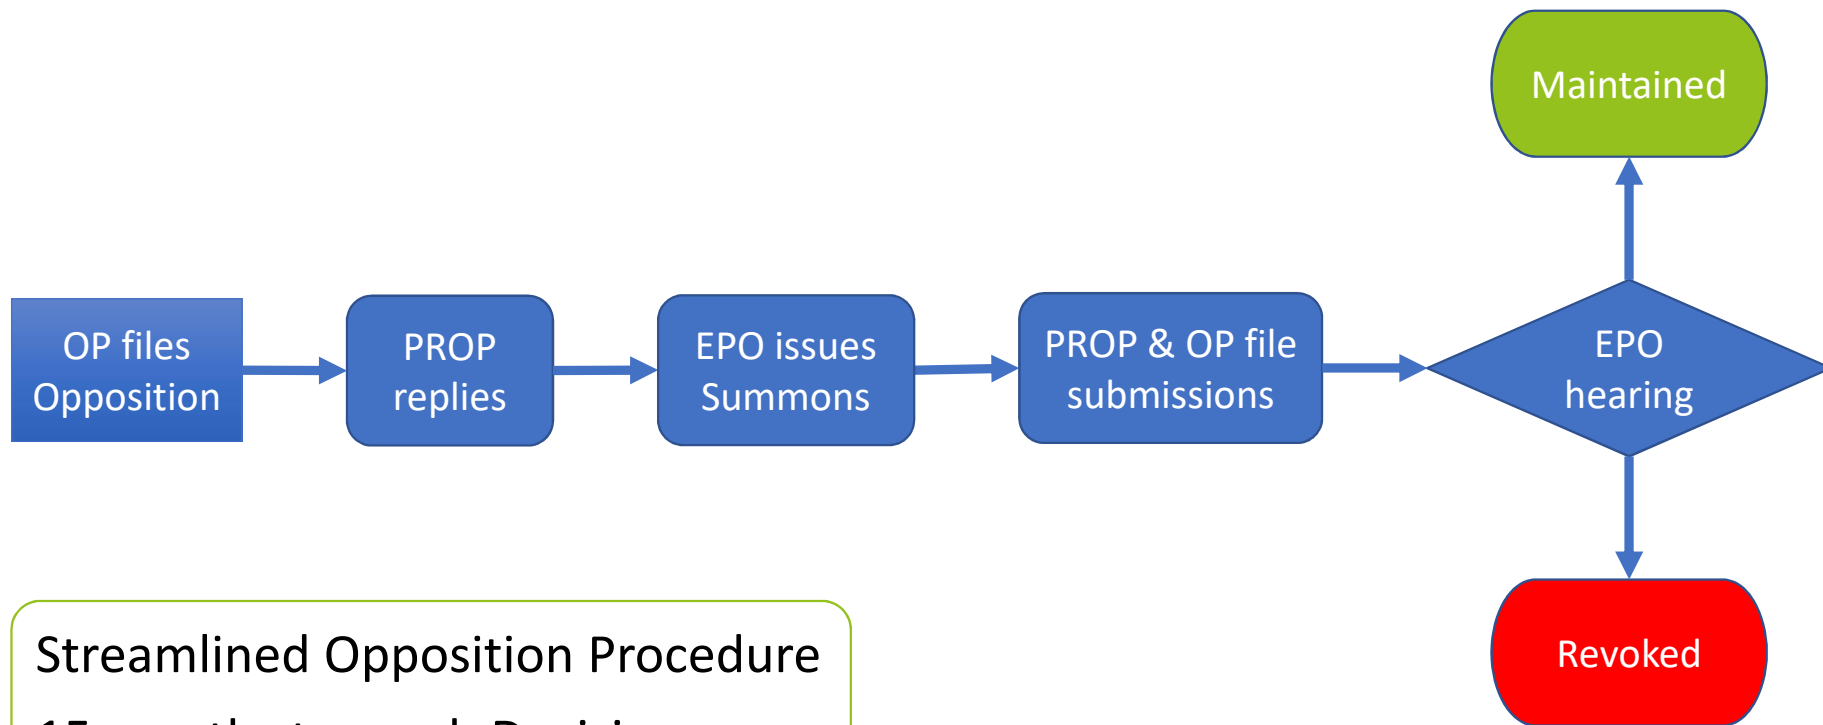 Maintained
OP files
Opposition
PROP
replies
EPO issues
Summons
PROP & OP file
submissions
EPO
hearing
Revoked
Streamlined Opposition Procedure